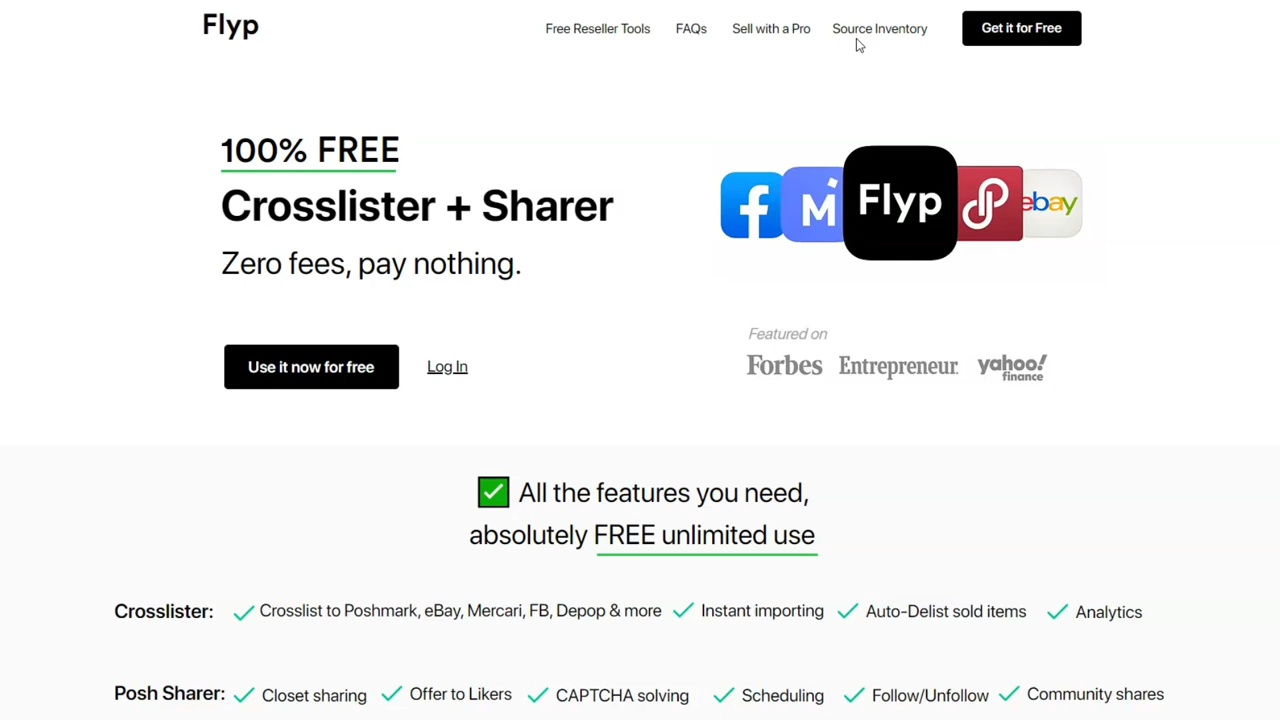 Flyp
Free Reseller Tools FAQs Sell with a Pro Source Inventory Get it for Free
100% FREE
Crosslister + Sharer
Zero fees, pay nothing.
f M Flyp ebay
Featured on
Forbes Entrepreneur yahoo! finance
Use it now for free Log In
All the features you need,
absolutely FREE unlimited use
Crosslister: Crosslist to Poshmark, eBay, Mercari, FB, Depop & more Instant importing Auto-Delist sold items Analytics
Posh Sharer: Closet sharing Offer to Likers CAPTCHA solving Scheduling Follow/Unfollow Community shares